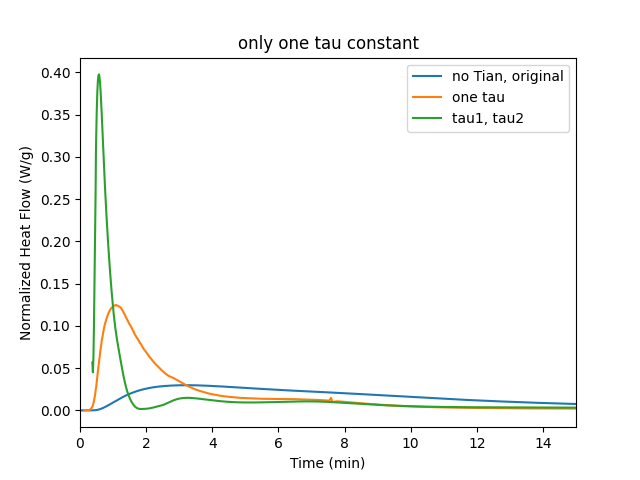 only one tau constant
no Tian, original
one tau
tau1, tau2
Normalized Heat Flow (W/g)
0.40
0.35
0.30
0.25
0.20
0.15
0.10
0.05
0.00
0 2 4 6 8 10 12 14
Time (min)